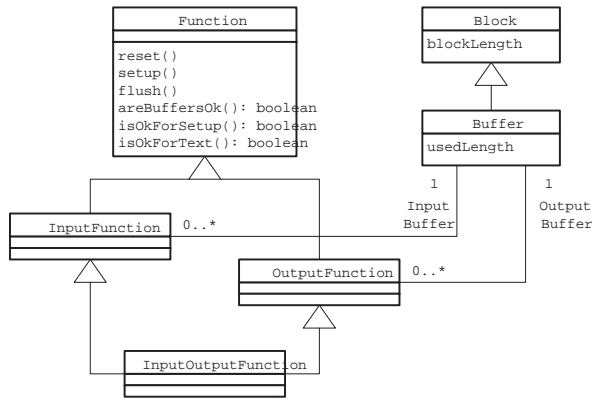 Function
reset()
setup()
flush()
areBuffersOk(): boolean
isOkForSetup(): boolean
isOkForText(): boolean
Block
blockLength
Buffer
usedLength
1
Input
Buffer
1
Output
Buffer
InputFunction
0..*
OutputFunction
0..*
InputOutputFunction